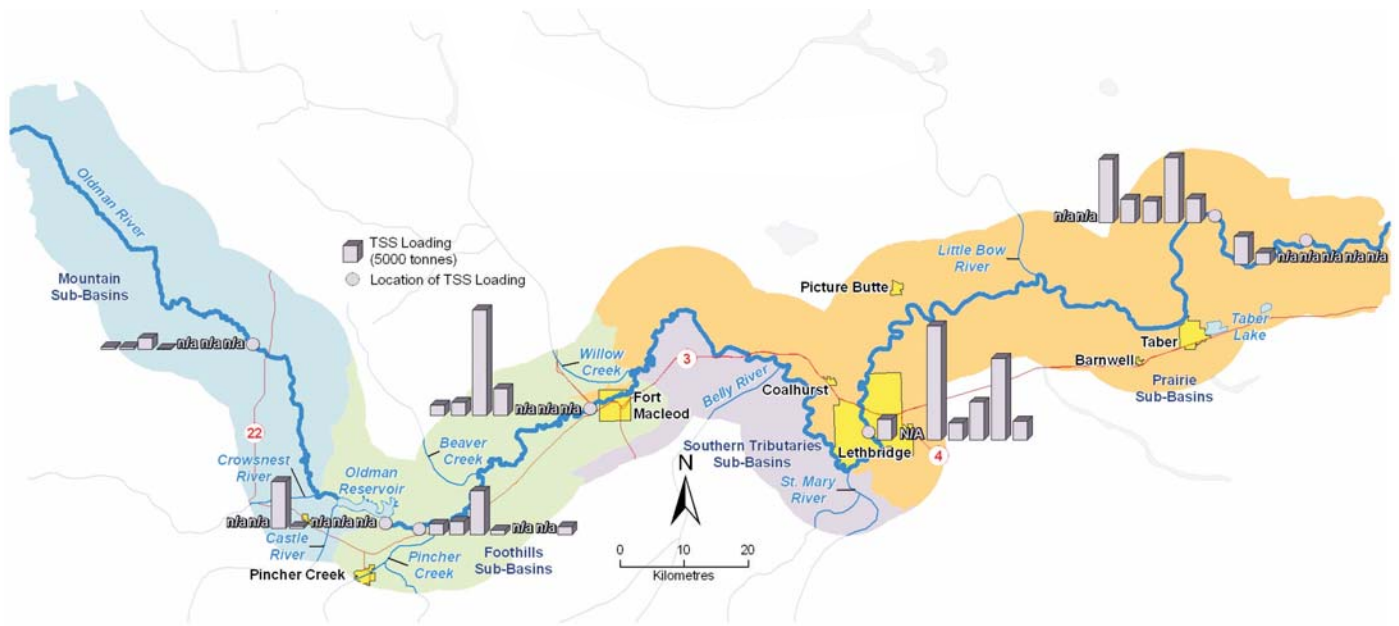 Oldman River
Mountain
Sub-Basins
TSS Loading
(5000 tonnes)
Location of TSS Loading
n/a n/a n/a
22
Crowsnest
River
Oldman
Reservoir
n/a n/a
n/a n/a n/a
Castle
River
Pincher Creek
Pincher
Creek
Beaver
Creek
n/a n/a
Foothills
Sub-Basins
Willow
Creek
n/a n/a n/a
Fort
Macleod
3
Belly River
Southern Tributaries
Sub-Basins
N
0 10 20
Kilometres
Coalhurst
Picture Butte
Lethbridge
N/A
4
St. Mary
River
Little Bow
River
n/a n/a
n/a n/a n/a n/a n/a
Taber
Taber
Lake
Barnwell
Prairie
Sub-Basins